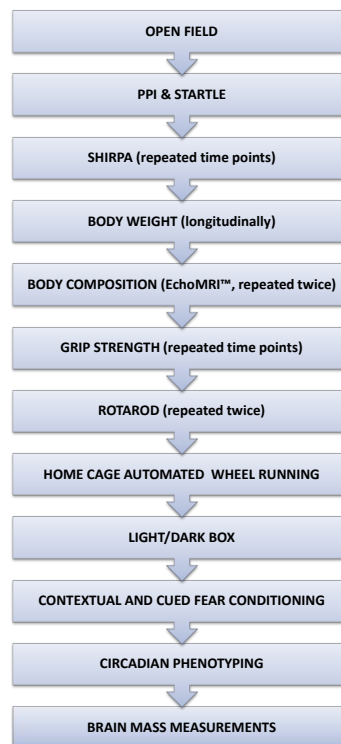 OPEN FIELD
PPI & STARTLE
SHIRPA (repeated time points)
BODY WEIGHT (longitudinally)
BODY COMPOSITION (EchoMRI™, repeated twice)
GRIP STRENGTH (repeated time points)
ROTAROD (repeated twice)
HOME CAGE AUTOMATED WHEEL RUNNING
LIGHT/DARK BOX
CONTEXTUAL AND CUED FEAR CONDITIONING
CIRCADIAN PHENOTYPING
BRAIN MASS MEASUREMENTS